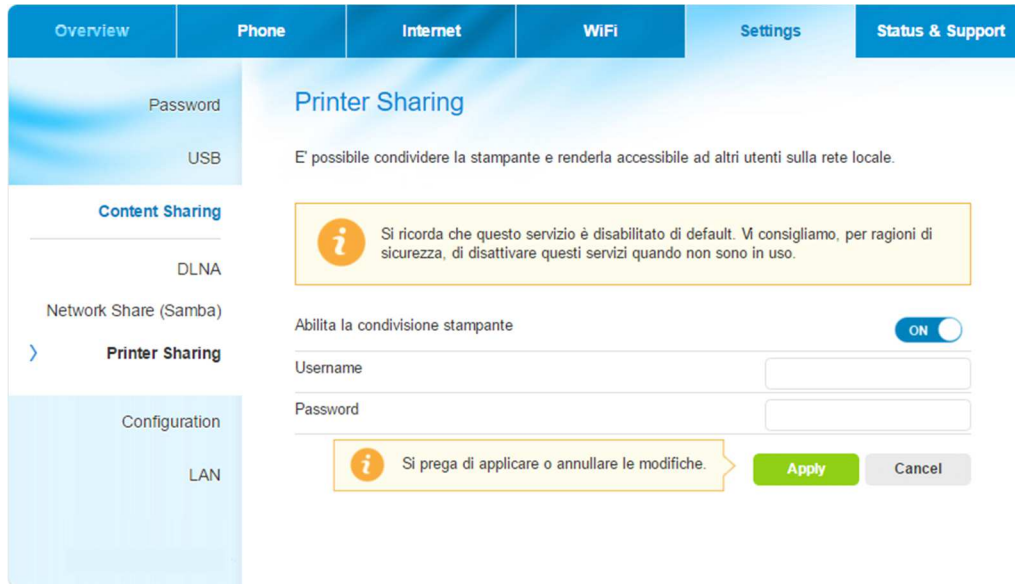 Overview
Phone
Internet
WiFi
Settings
Status & Support
Password
USB
Content Sharing
DLNA
Network Share (Samba)
Printer Sharing
Configuration
LAN
Printer Sharing
E' possibile condividere la stampante e renderla accessibile ad altri utenti sulla rete locale.
Si ricorda che questo servizio è disabilitato di default. Vi consigliamo, per ragioni di
sicurezza, di disattivare questi servizi quando non sono in uso.
Abilita la condivisione stampante
ON
Username
Password
Si prega di applicare o annullare le modifiche.
Apply
Cancel